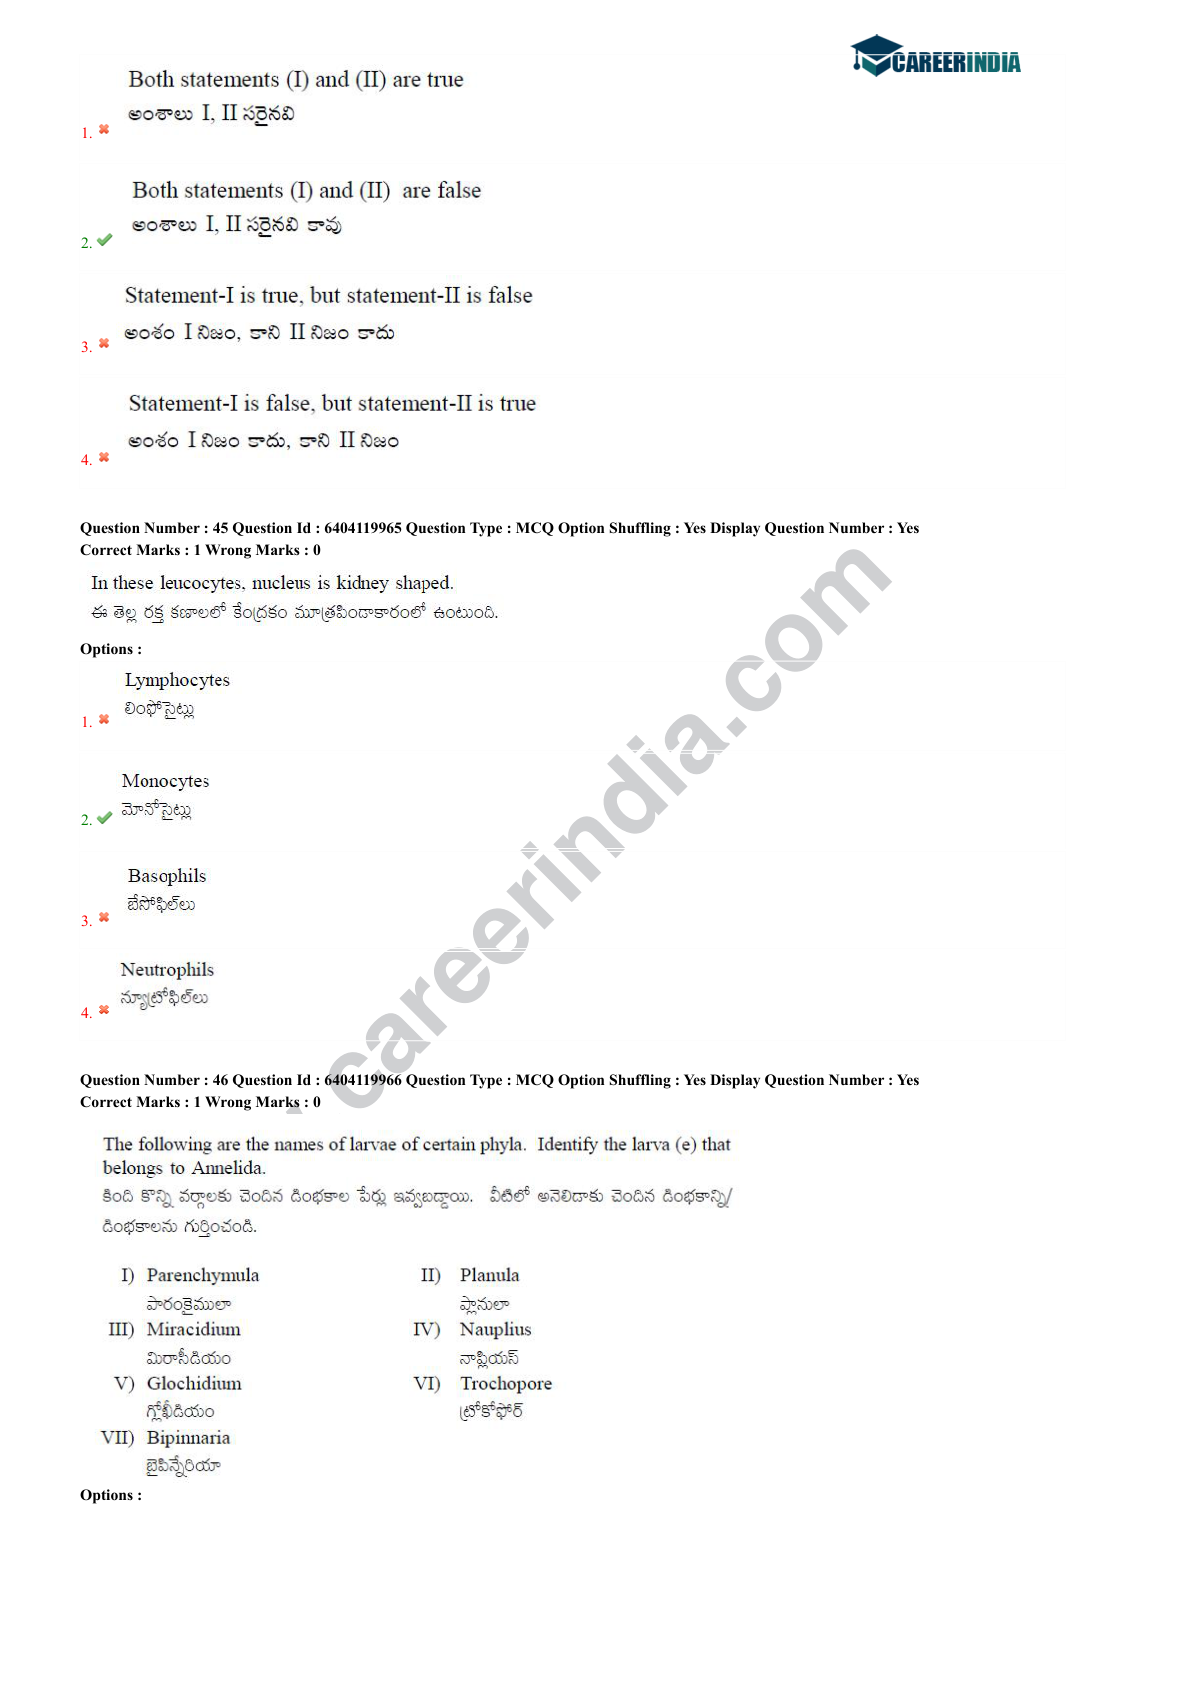 CAREERINDIA
Both statements (I) and (II) are true
అంశాలు I, II సరైనవి
1.
Both statements (I) and (II) are false
అంశాలు I, II సరైనవి కావు
2.
Statement-I is true, but statement-II is false
అంశం I నిజం, కాని II నిజం కాదు
3.
Statement-I is false, but statement-II is true
అంశం I నిజం కాదు, కాని II నిజం
4.
Question Number : 45 Question Id : 6404119965 Question Type : MCQ Option Shuffling : Yes Display Question Number : Yes
Correct Marks : 1 Wrong Marks : 0
In these leucocytes, nucleus is kidney shaped.
ఈ తెల్ల రక్త కణాలలో కేంద్రకం మూత్రపిండాకారంలో ఉంటుంది.
Options :
Lymphocytes
లింఫోసైట్లు
1.
Monocytes
మోనోసైట్లు
2.
Basophils
బేసోఫిల్‌లు
3.
Neutrophils
న్యూట్రోఫిల్‌లు
4.
careerindia.com
Question Number : 46 Question Id : 6404119966 Question Type : MCQ Option Shuffling : Yes Display Question Number : Yes
Correct Marks : 1 Wrong Marks : 0
The following are the names of larvae of certain phyla. Identify the larva (e) that
belongs to Annelida.
కింది కొన్ని వర్గాలకు చెందిన డింభకాల పేర్లు ఇవ్వబడ్డాయి. వీటిలో అనెలిడాకు చెందిన డింభకాన్ని/
డింభకాలను గుర్తించండి.
I) Parenchymula II) Planula
పారంకైములా ప్లానులా
III) Miracidium IV) Nauplius
మిరాసీడియం నాప్లియస్
V) Glochidium VI) Trochopore
గ్లోఖీడియం ట్రోకోఫోర్
VII) Bipinnaria
బైపిన్నేరియా
Options :